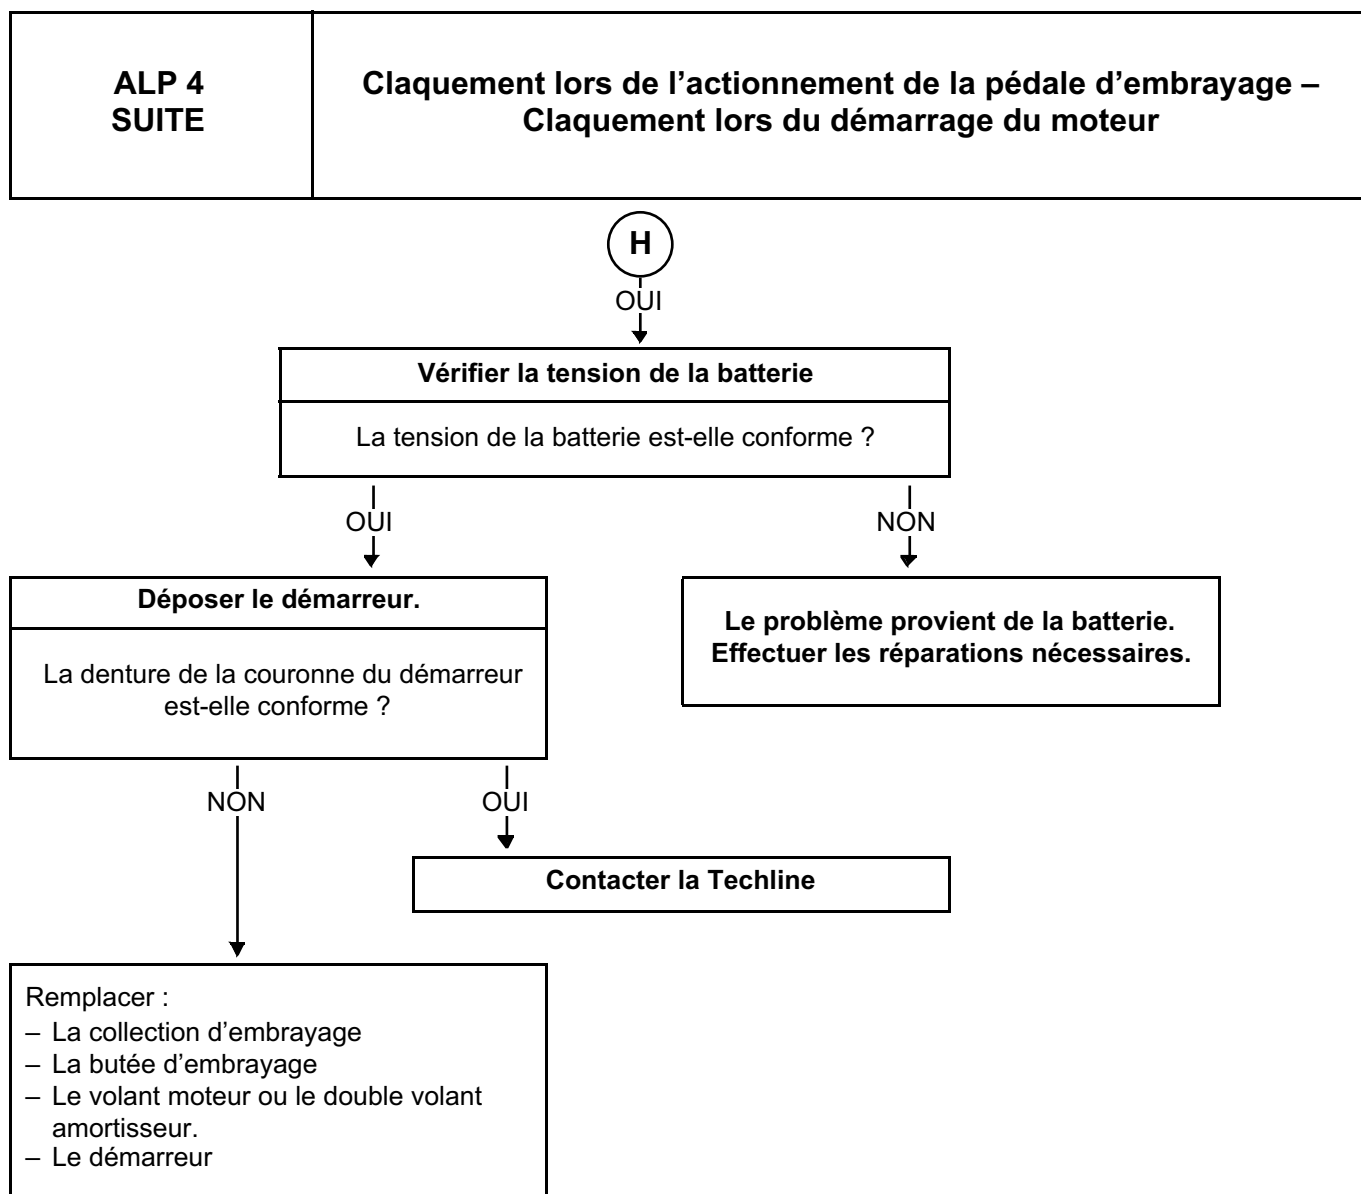 ALP 4
SUITE
Claquement lors de l’actionnement de la pédale d’embrayage –
Claquement lors du démarrage du moteur
H
OUI
Vérifier la tension de la batterie
La tension de la batterie est-elle conforme ?
OUI
NON
Déposer le démarreur.
La denture de la couronne du démarreur
est-elle conforme ?
Le problème provient de la batterie.
Effectuer les réparations nécessaires.
NON
OUI
Contacter la Techline
Remplacer :
– La collection d’embrayage
– La butée d’embrayage
– Le volant moteur ou le double volant
amortisseur.
– Le démarreur